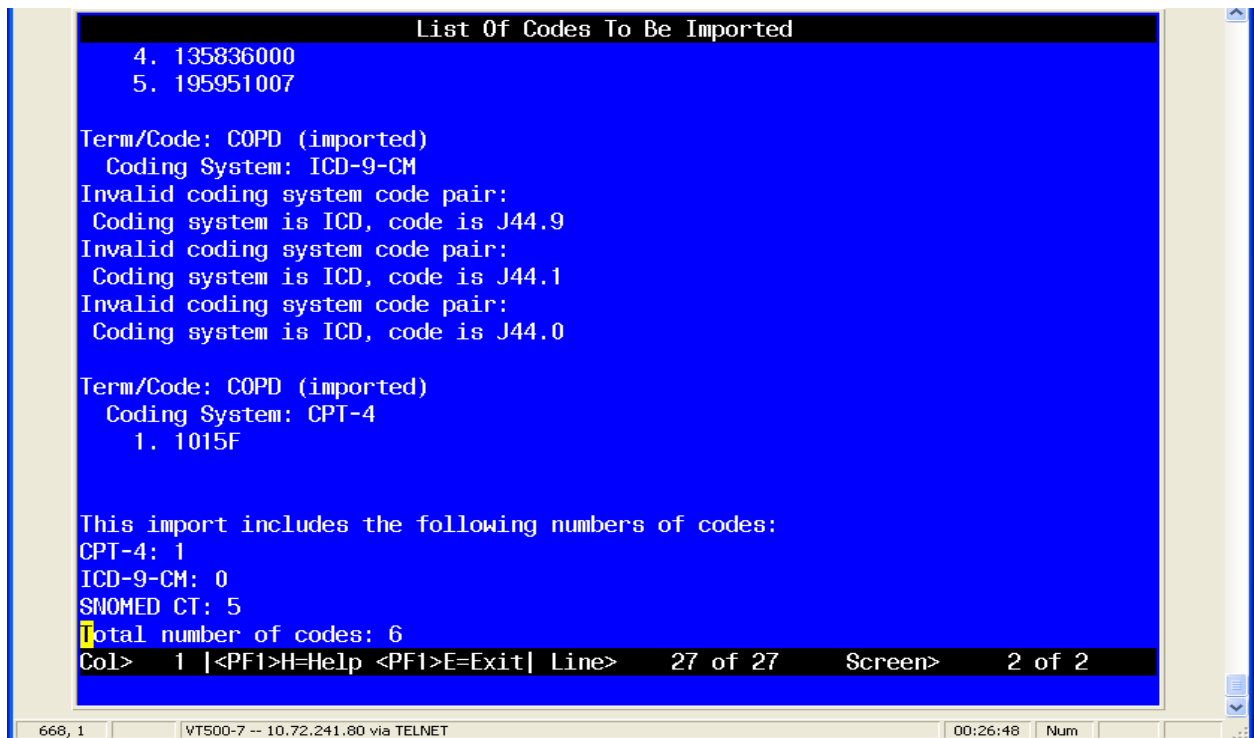 List Of Codes To Be Imported
4. 135836000
5. 195951007
Term/Code: COPD (imported)
Coding System: ICD-9-CM
Invalid coding system code pair:
Coding system is ICD, code is J44.9
Invalid coding system code pair:
Coding system is ICD, code is J44.1
Invalid coding system code pair:
Coding system is ICD, code is J44.0
Term/Code: COPD (imported)
Coding System: CPT-4
1. 1015F
This import includes the following numbers of codes:
CPT-4: 1
ICD-9-CM: 0
SNOMED CT: 5
Total number of codes: 6
Col> 1 |<PF1>H=Help <PF1>E=Exit| Line> 27 of 27 Screen> 2 of 2
668, 1 VT500-7 -- 10.72.241.80 via TELNET 00:26:48 Num